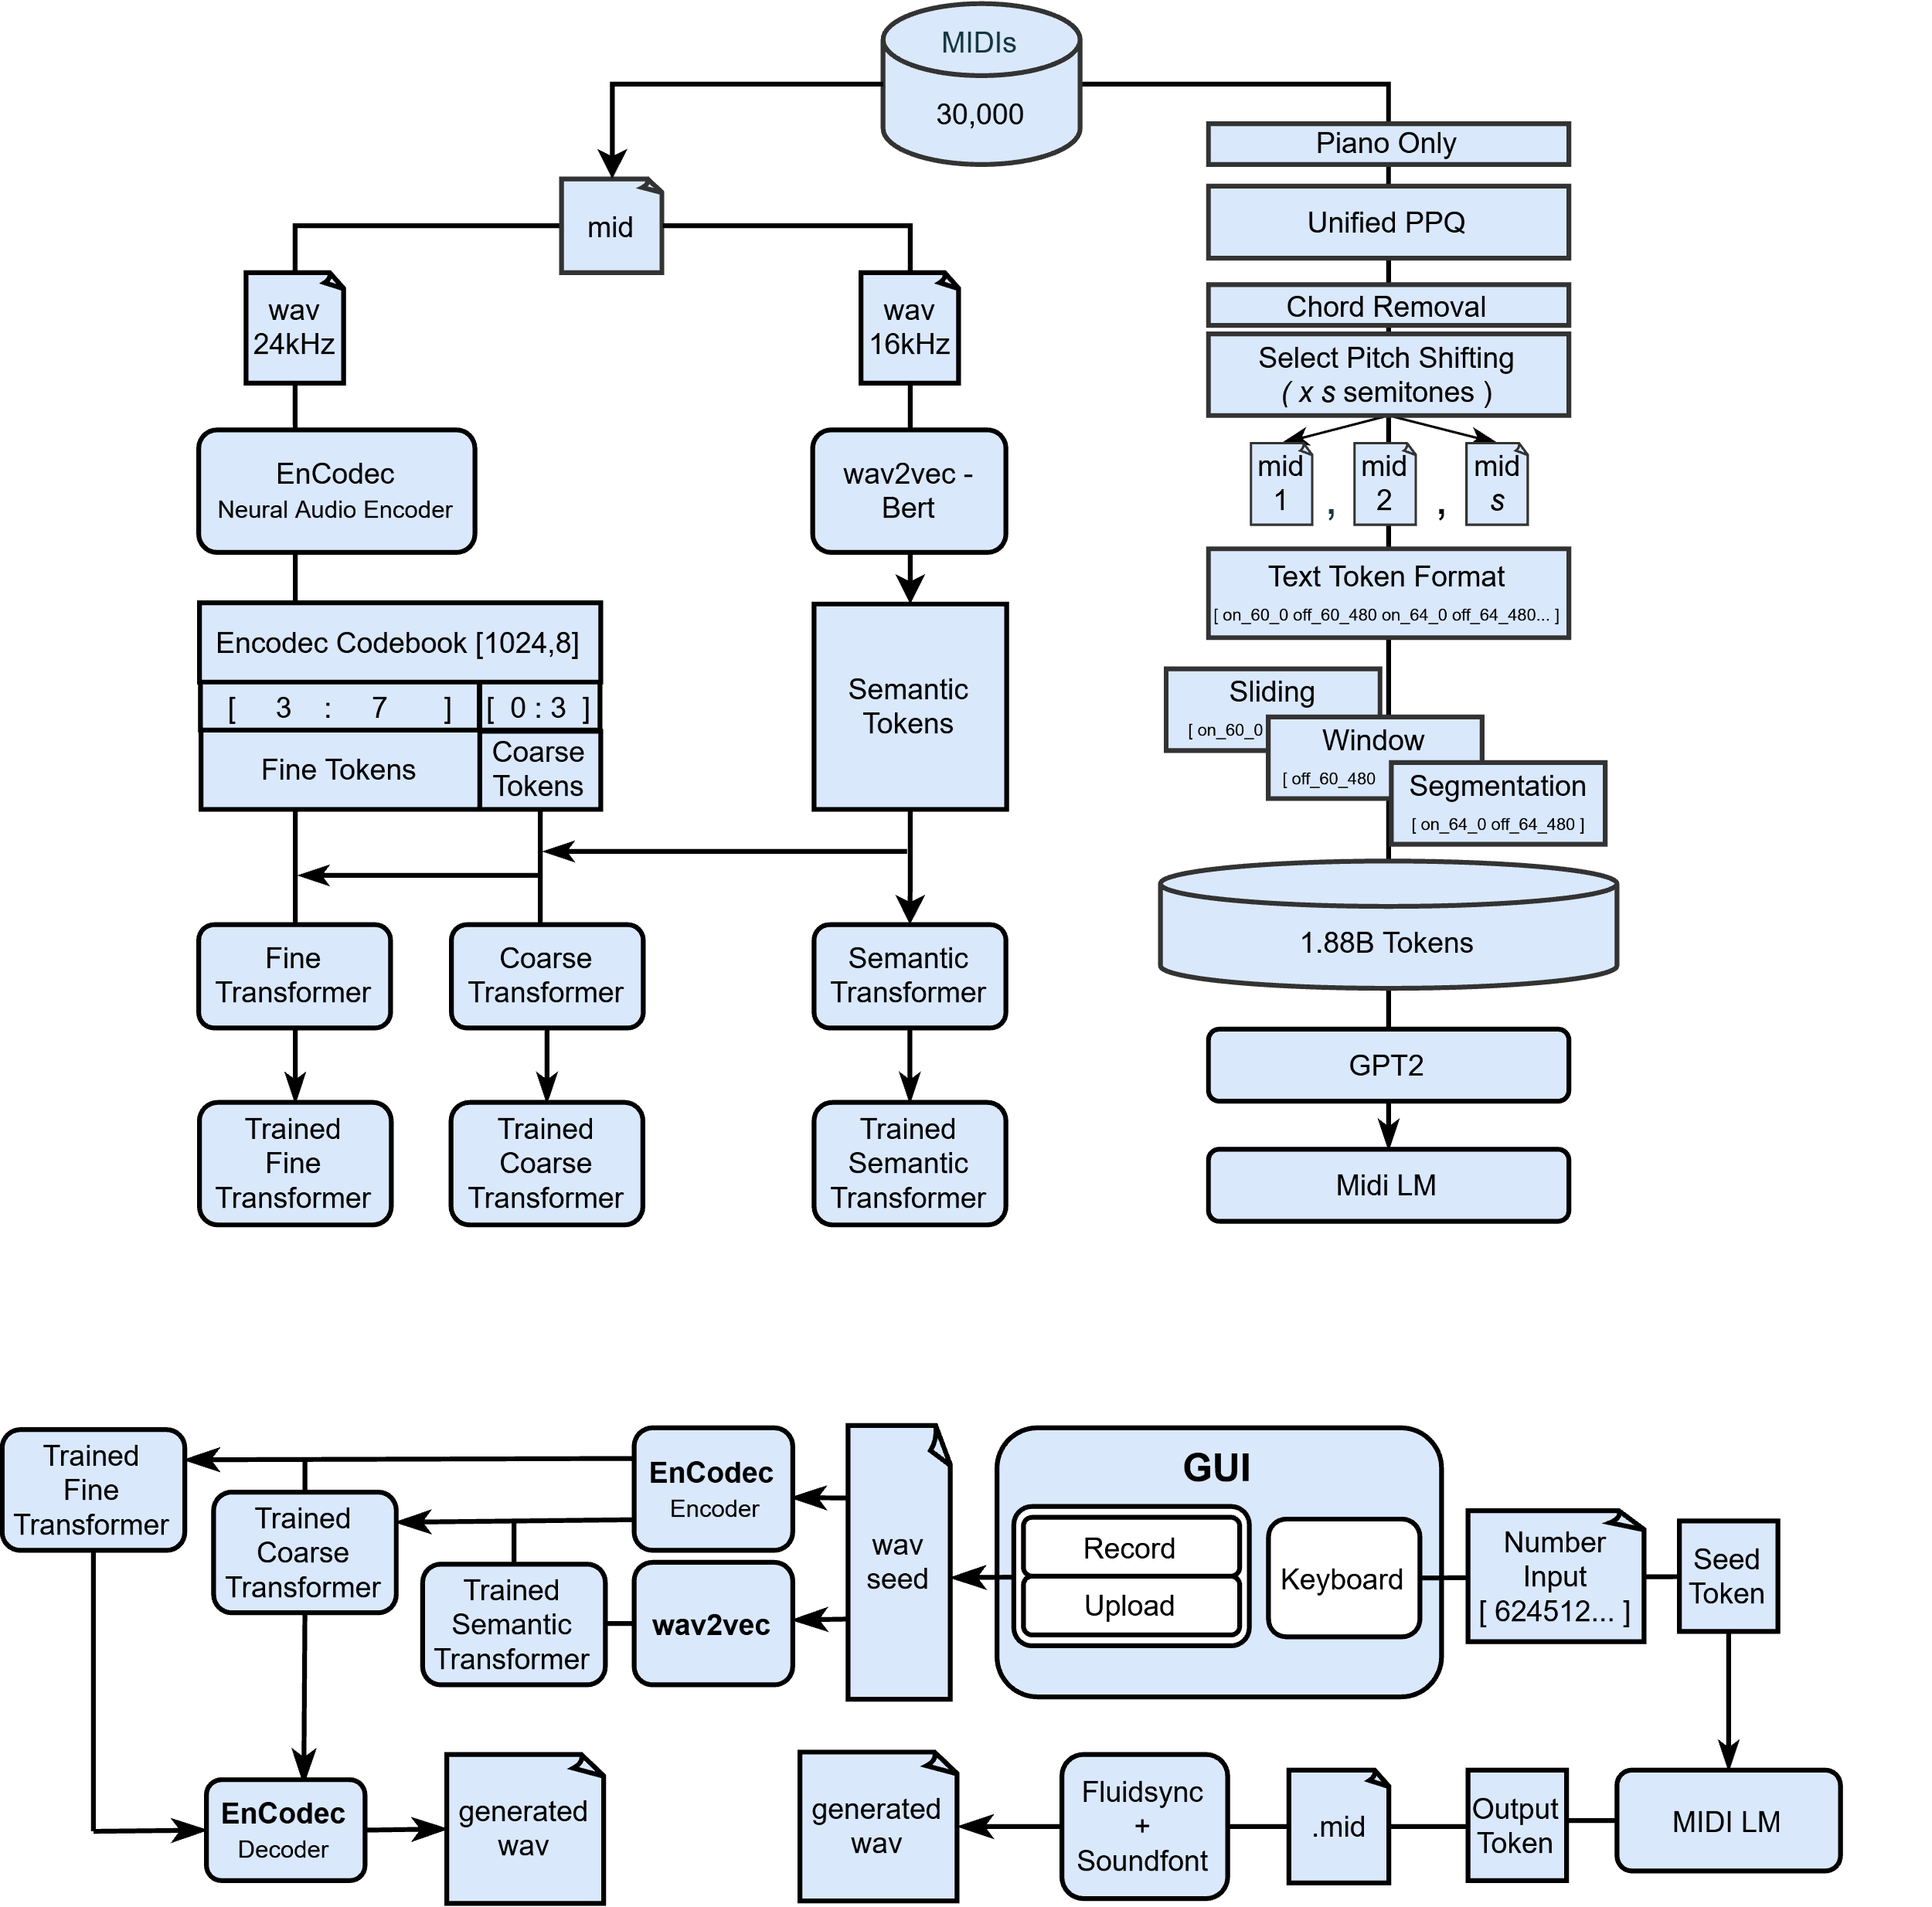 MIDIs
30,000
mid
wav
24kHz
wav
16kHz
EnCodec
Neural Audio Encoder
wav2vec -
Bert
Encodec Codebook [1024,8]
[ 3 : 7 ]
[ 0 : 3 ]
Fine Tokens
Coarse
Tokens
Semantic
Tokens
Fine
Transformer
Coarse
Transformer
Semantic
Transformer
Trained
Fine
Transformer
Trained
Coarse
Transformer
Trained
Semantic
Transformer
Piano Only
Unified PPQ
Chord Removal
Select Pitch Shifting
( x s semitones )
mid
1
,
mid
2
,
mid
s
Text Token Format
[ on_60_0 off_60_480 on_64_0 off_64_480... ]
Sliding
[ on_60_0
Window
[ off_60_480
Segmentation
[ on_64_0 off_64_480 ]
1.88B Tokens
GPT2
Midi LM
Trained
Fine
Transformer
Trained
Coarse
Transformer
Trained
Semantic
Transformer
EnCodec
Encoder
wav2vec
wav
seed
GUI
Record
Upload
Keyboard
Number
Input
[ 624512... ]
Seed
Token
EnCodec
Decoder
generated
wav
generated
wav
Fluidsync
+
Soundfont
.mid
Output
Token
MIDI LM